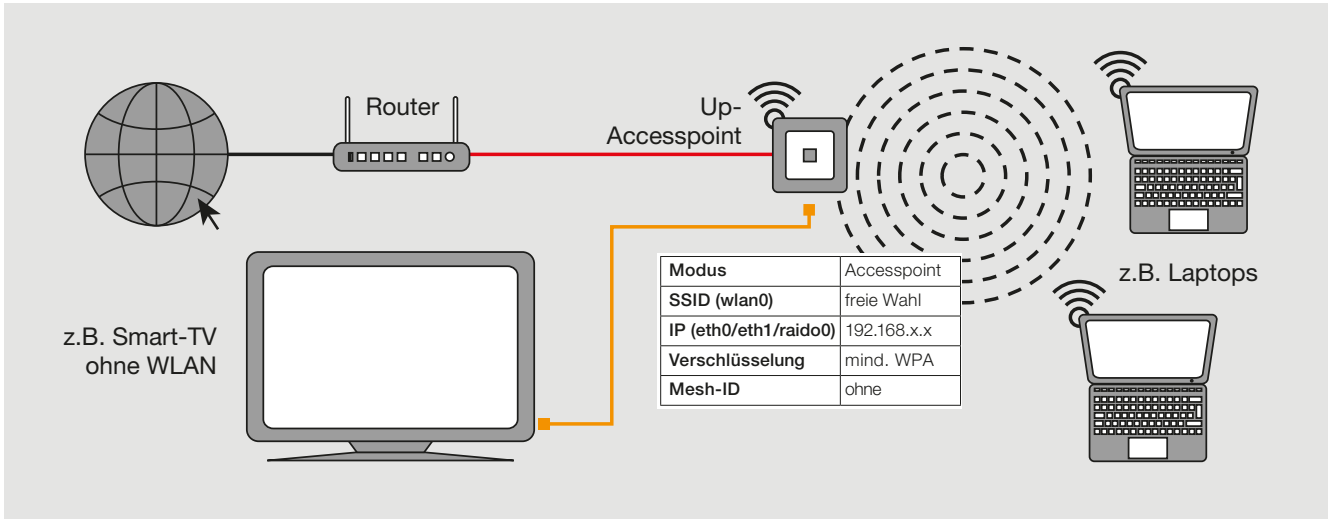 Router
Up-
Accesspoint
z.B. Smart-TV
ohne WLAN
Modus Accesspoint
SSID (wlan0) freie Wahl
IP (eth0/eth1/raido0) 192.168.x.x
Verschlüsselung mind. WPA
Mesh-ID ohne
z.B. Laptops